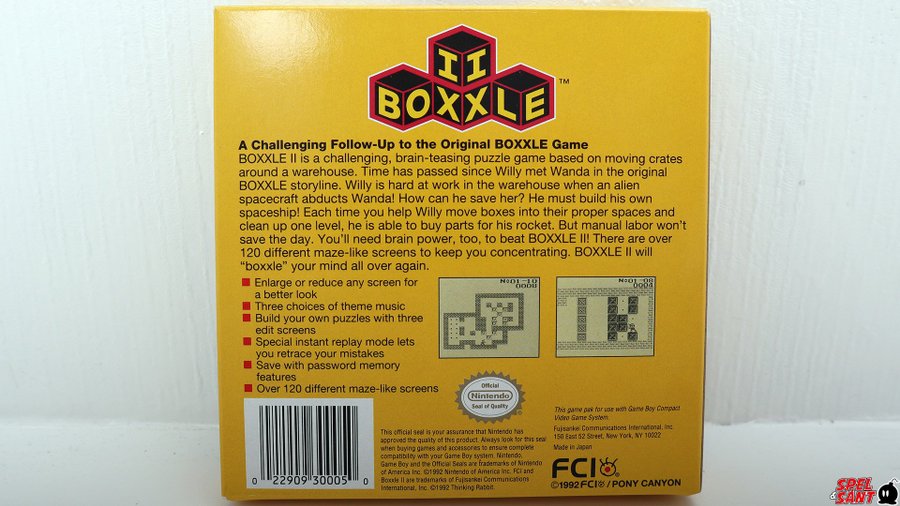 II
BOXXLE™
A Challenging Follow-Up to the Original BOXXLE Game
BOXXLE II is a challenging, brain-teasing puzzle game based on moving crates
around a warehouse. Time has passed since Willy met Wanda in the original
BOXXLE storyline. Willy is hard at work in the warehouse when an alien
spacecraft abducts Wanda! How can he save her? He must build his own
spaceship! Each time you help Willy move boxes into their proper spaces and
clean up one level, he is able to buy parts for his rocket. But manual labor won't
save the day. You'll need brain power, too, to beat BOXXLE II! There are over
120 different maze-like screens to keep you concentrating. BOXXLE II will
“boxxle” your mind all over again.
Enlarge or reduce any screen for
a better look
Three choices of theme music
Build your own puzzles with three
edit screens
Special instant replay mode lets
you retrace your mistakes
Save with password memory
features
Over 120 different maze-like screens
No01-10
0008
No01-08
0004
Official
Nintendo
Seal of Quality
This official seal is your assurance that Nintendo has
approved the quality of this product. Always look for this seal
when buying games and accessories to ensure complete
compatibility with your Game Boy system. Nintendo,
Game Boy and the Official Seals are trademarks of Nintendo
of America Inc. ©1992 Nintendo of America Inc. FCI and
Boxxle II are trademarks of Fujisankei Communications
International, Inc. ©1992 Thinking Rabbit.
This game pak for use with Game Boy Compact
Video Game System.
Fujisankei Communications International, Inc.
150 East 52 Street, New York, NY 10022
Made in Japan
FCI
©1992 FCI / PONY CANYON
0 22909 30005 0
SPEL
SANT